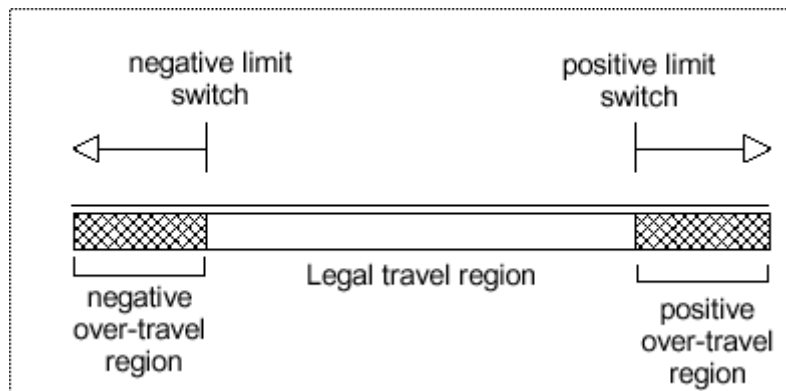 negative limit
switch
positive limit
switch
Legal travel region
negative
over-travel
region
positive
over-travel
region